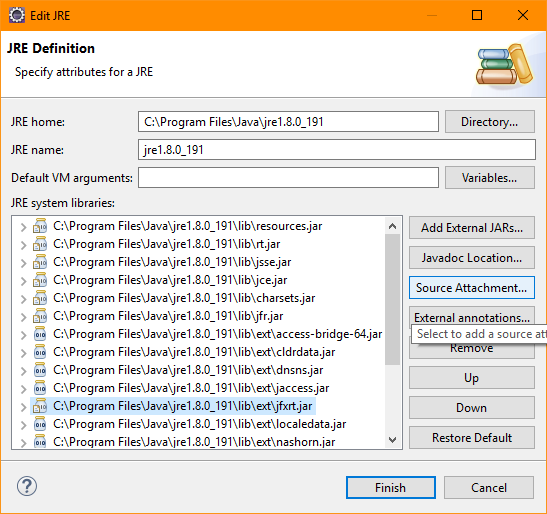 Edit JRE
JRE Definition
Specify attributes for a JRE
JRE home:
C:\Program Files\Java\jre1.8.0_191
Directory...
JRE name:
jre1.8.0_191
Default VM arguments:
Variables...
JRE system libraries:
C:\Program Files\Java\jre1.8.0_191\lib\resources.jar
C:\Program Files\Java\jre1.8.0_191\lib\rt.jar
C:\Program Files\Java\jre1.8.0_191\lib\jsse.jar
C:\Program Files\Java\jre1.8.0_191\lib\jce.jar
C:\Program Files\Java\jre1.8.0_191\lib\charsets.jar
C:\Program Files\Java\jre1.8.0_191\lib\jfr.jar
C:\Program Files\Java\jre1.8.0_191\lib\ext\access-bridge-64.jar
C:\Program Files\Java\jre1.8.0_191\lib\ext\cldrdata.jar
C:\Program Files\Java\jre1.8.0_191\lib\ext\dnsns.jar
C:\Program Files\Java\jre1.8.0_191\lib\ext\jaccess.jar
C:\Program Files\Java\jre1.8.0_191\lib\ext\jfxrt.jar
C:\Program Files\Java\jre1.8.0_191\lib\ext\localedata.jar
C:\Program Files\Java\jre1.8.0_191\lib\ext\nashorn.jar
Add External JARs...
Javadoc Location...
Source Attachment...
External annotations...
Select to add a source att
Remove
Up
Down
Restore Default
?
Finish
Cancel